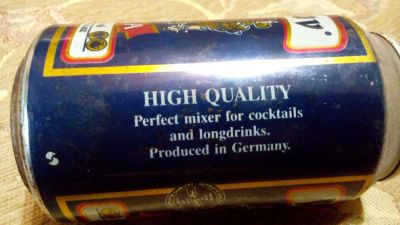 HIGH QUALITY
Perfect mixer for cocktails
and longdrinks.
Produced in Germany.